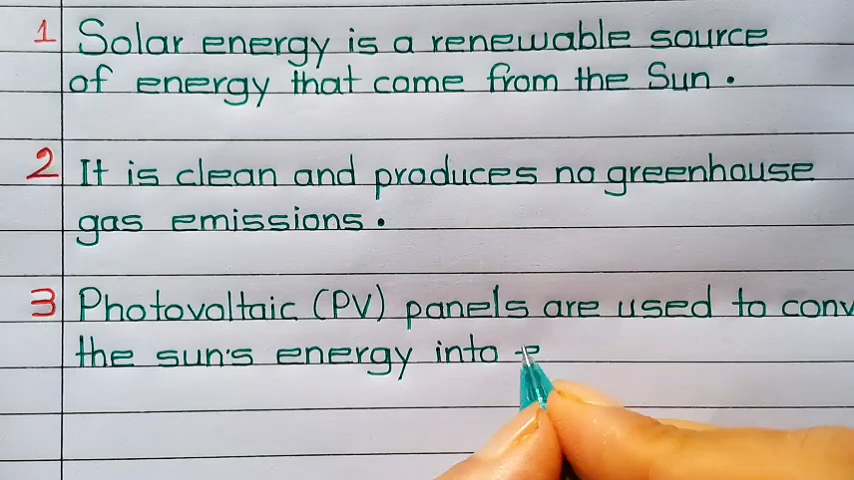 1 Solar energy is a renewable source
of energy that come from the Sun.
2 It is clean and produces no greenhouse
gas emissions.
3 Photovoltaic (PV) panels are used to conv
the sun's energy into e